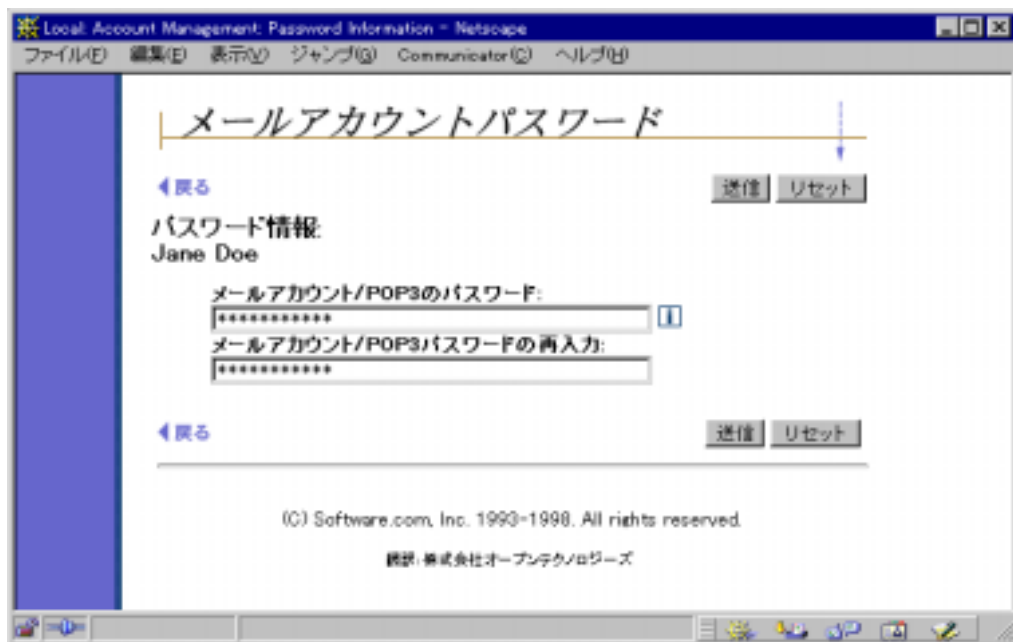 Local: Account Management: Password Information - Netscape
ファイル(F) 編集(E) 表示(V) ジャンプ(G) Communicator(C) ヘルプ(H)
メールアカウントパスワード
戻る 送信 リセット
パスワード情報:
Jane Doe
メールアカウント/POP3のパスワード:
***********
メールアカウント/POP3パスワードの再入力:
***********
戻る 送信 リセット
(C) Software.com, Inc. 1993-1998. All rights reserved.
翻訳:株式会社オープンテクノロジーズ